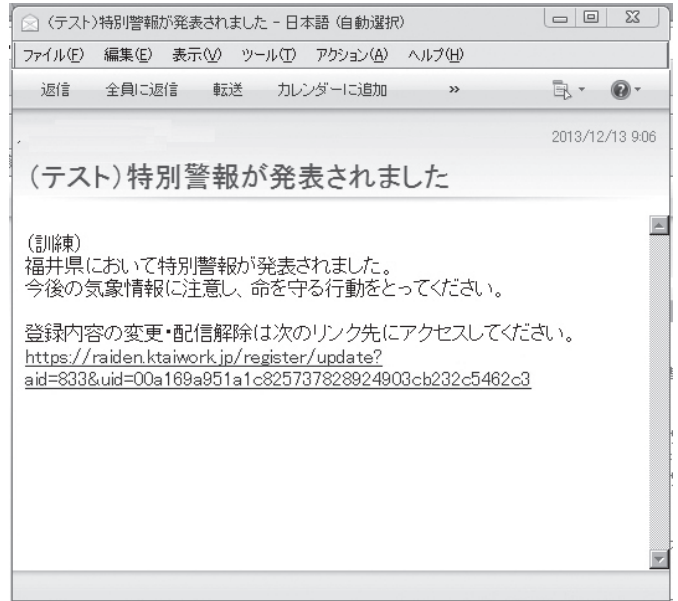 (テスト)特別警報が発表されました - 日本語 (自動選択)
ファイル(F) 編集(E) 表示(V) ツール(T) アクション(A) ヘルプ(H)
返信 全員に返信 転送 カレンダーに追加 »
2013/12/13 9:06
(テスト)特別警報が発表されました
(訓練)
福井県において特別警報が発表されました。
今後の気象情報に注意し、命を守る行動をとってください。
登録内容の変更・配信解除は次のリンク先にアクセスしてください。
https://raiden.ktaiwork.jp/register/update?
aid=833&uid=00a169a951a1c825737828924903cb232c5462c3